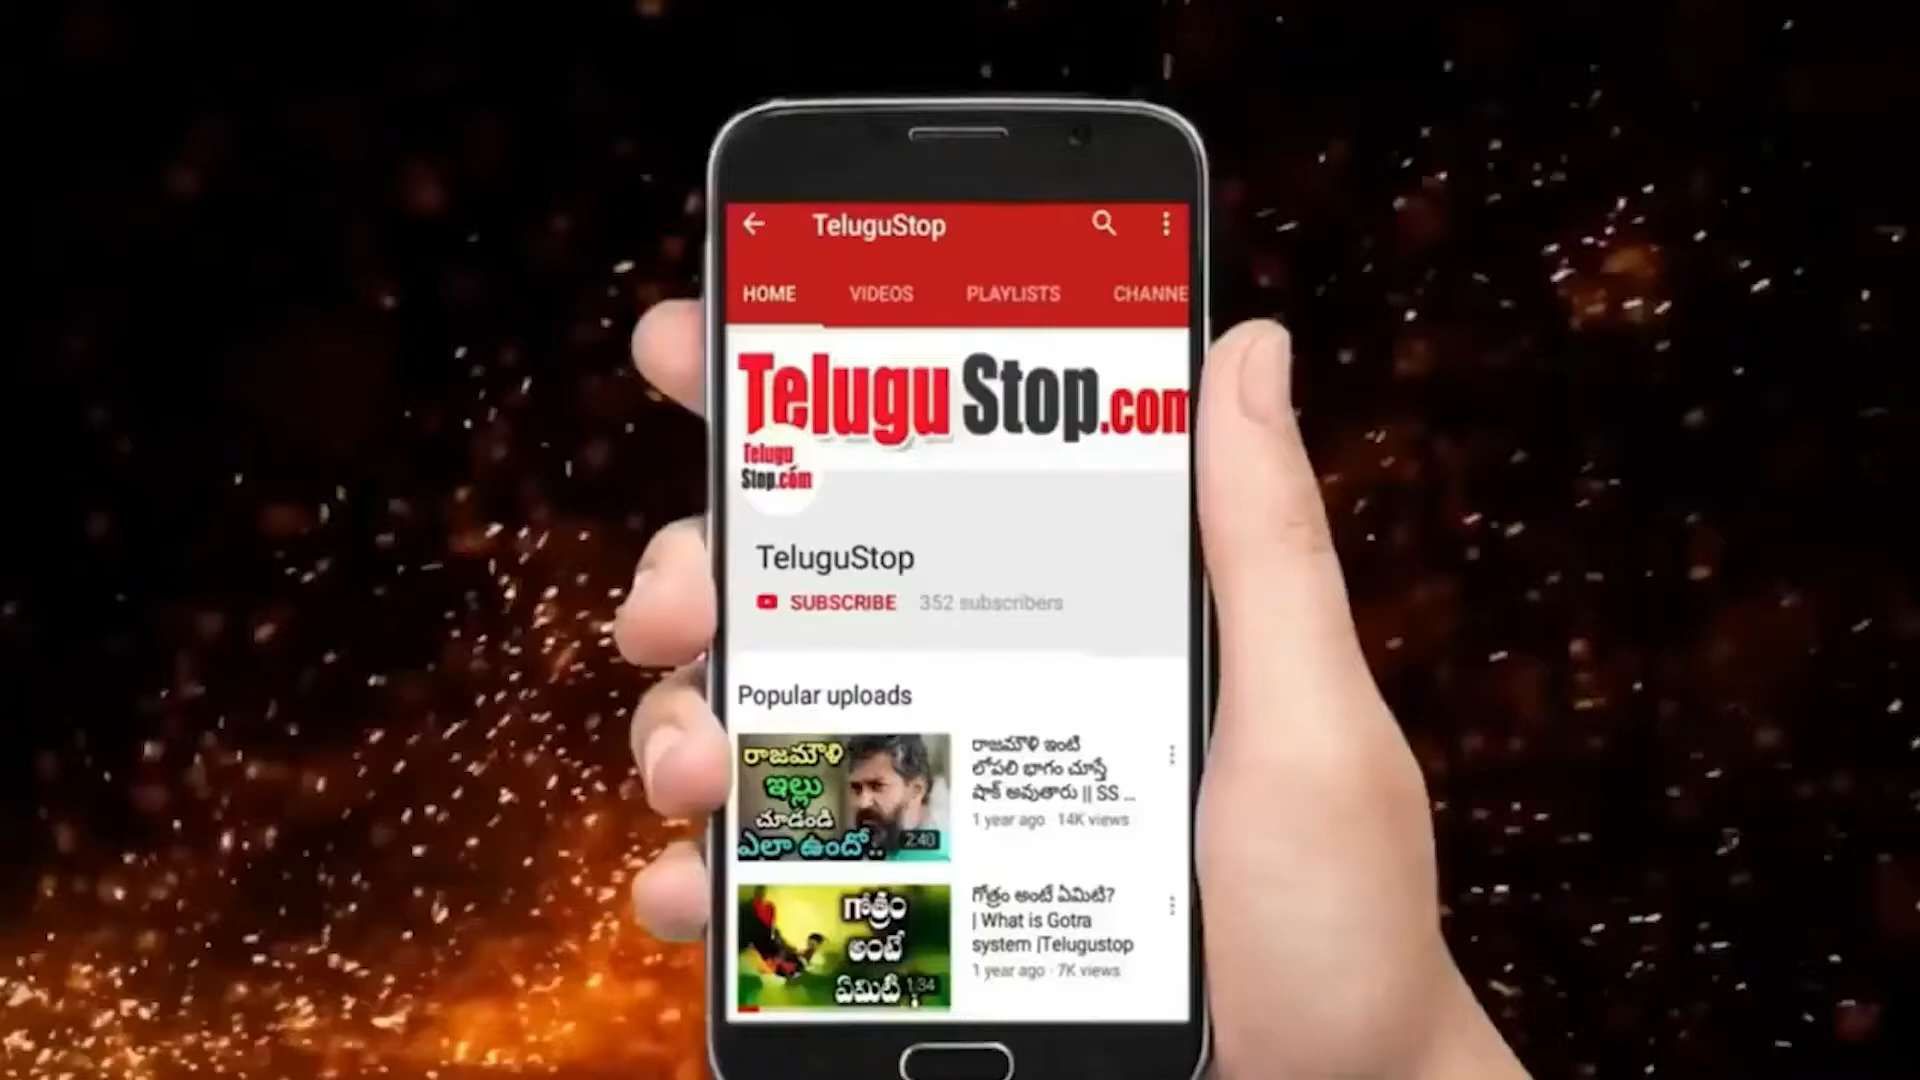 TeluguStop
HOME VIDEOS PLAYLISTS CHANNE
Telugu Stop.com
Telugu
Stop.com
TeluguStop
SUBSCRIBE 352 subscribers
Popular uploads
రాజమౌళి
ఇల్లు
చూడండి
ఎలా ఉందో..
2:40
రాజమౌళి ఇంటి
లోపలి భాగం చూస్తే
షాక్ అవుతారు || SS ...
1 year ago · 14K views
గోత్రం
అంటే
ఏమిటి ?
1:34
గోత్రం అంటే ఏమిటి?
| What is Gotra
system |Telugustop
1 year ago · 7K views